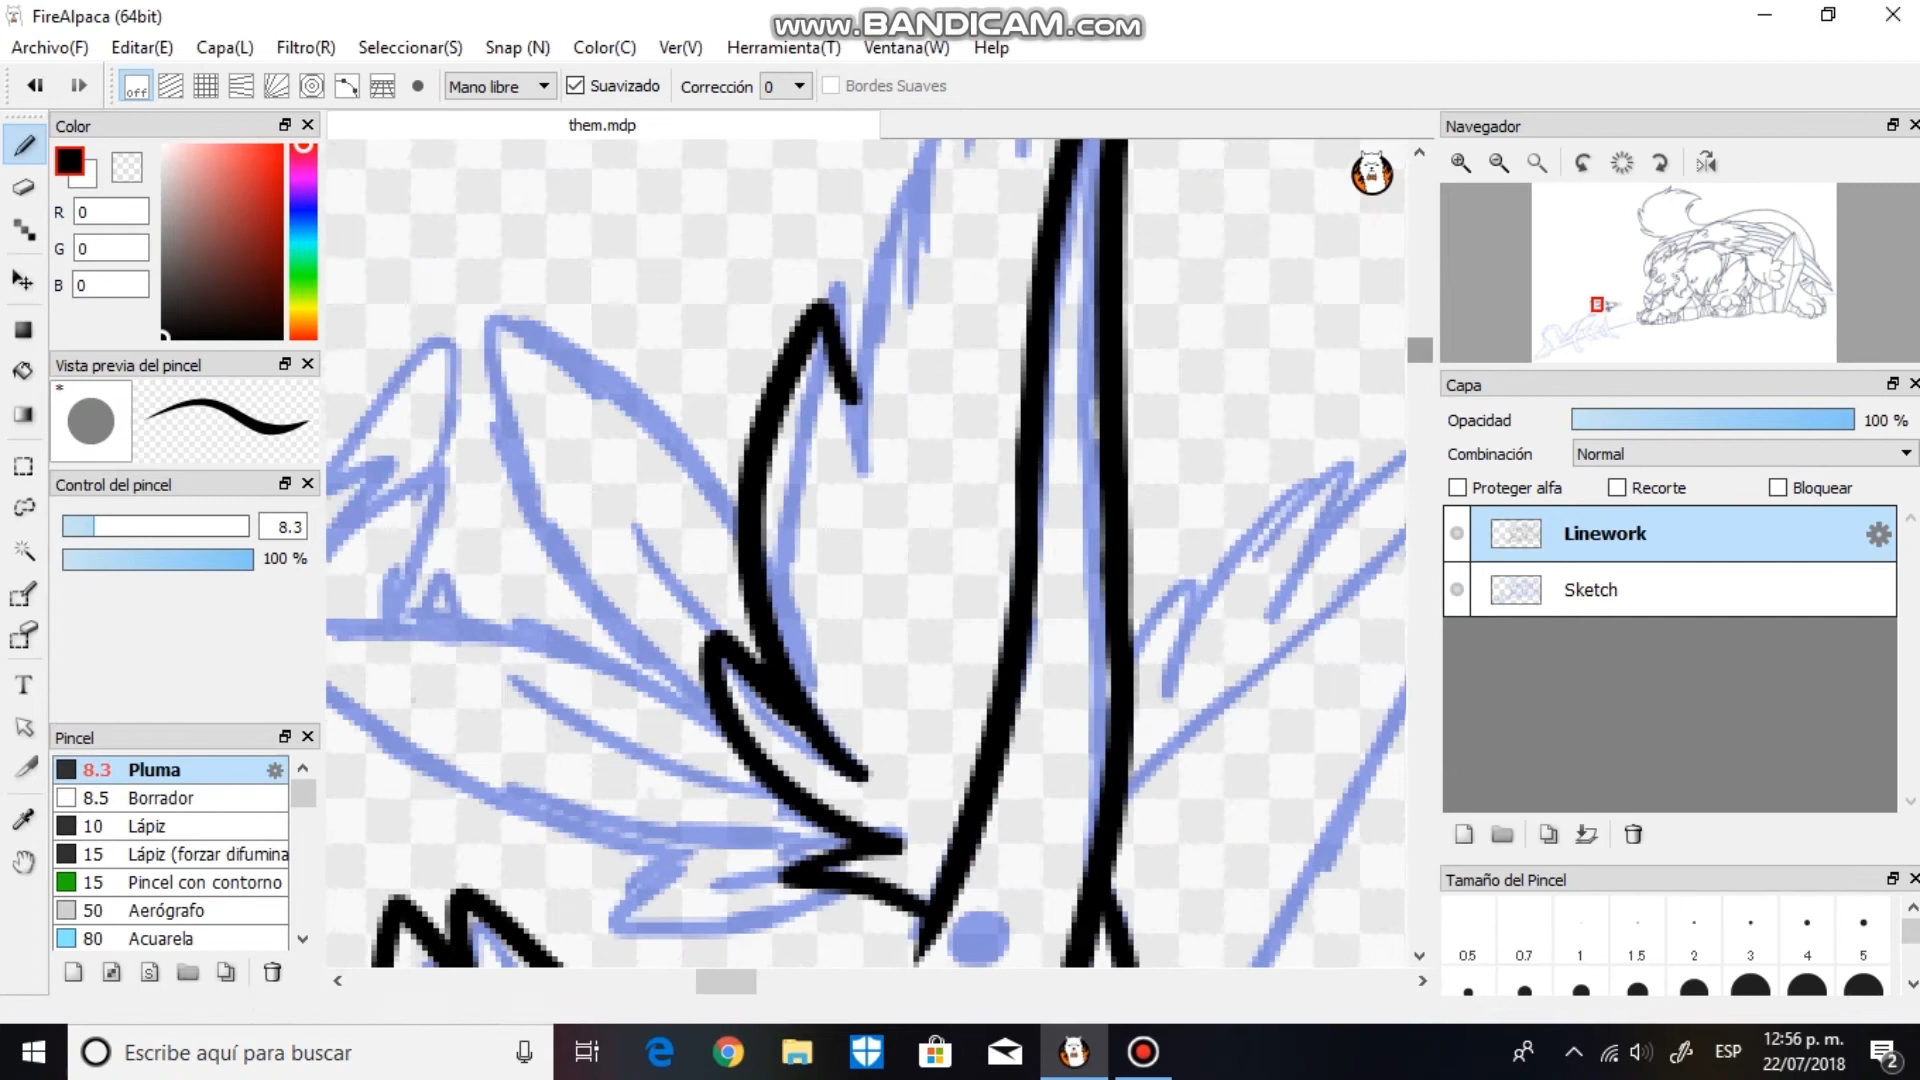 FireAlpaca (64bit)
www.BANDICAM.com
Archivo(F) Editar(E) Capa(L) Filtro(R) Seleccionar(S) Snap (N) Color(C) Ver(V) Herramienta(T) Ventana(W) Help
off Mano libre Suavizado Corrección 0 Bordes Suaves
Color
them.mdp
Navegador
R 0
G 0
B 0
Vista previa del pincel
*
Capa
Opacidad 100 %
Combinación Normal
Control del pincel
Proteger alfa Recorte Bloquear
8.3
Linework
100 %
Sketch
T
Pincel
8.3 Pluma
8.5 Borrador
10 Lápiz
15 Lápiz (forzar difumina
15 Pincel con contorno
50 Aerógrafo
80 Acuarela
S
Tamaño del Pincel
0.5 0.7 1 1.5 2 3 4 5
Escribe aquí para buscar
ESP
12:56 p. m.
22/07/2018
2